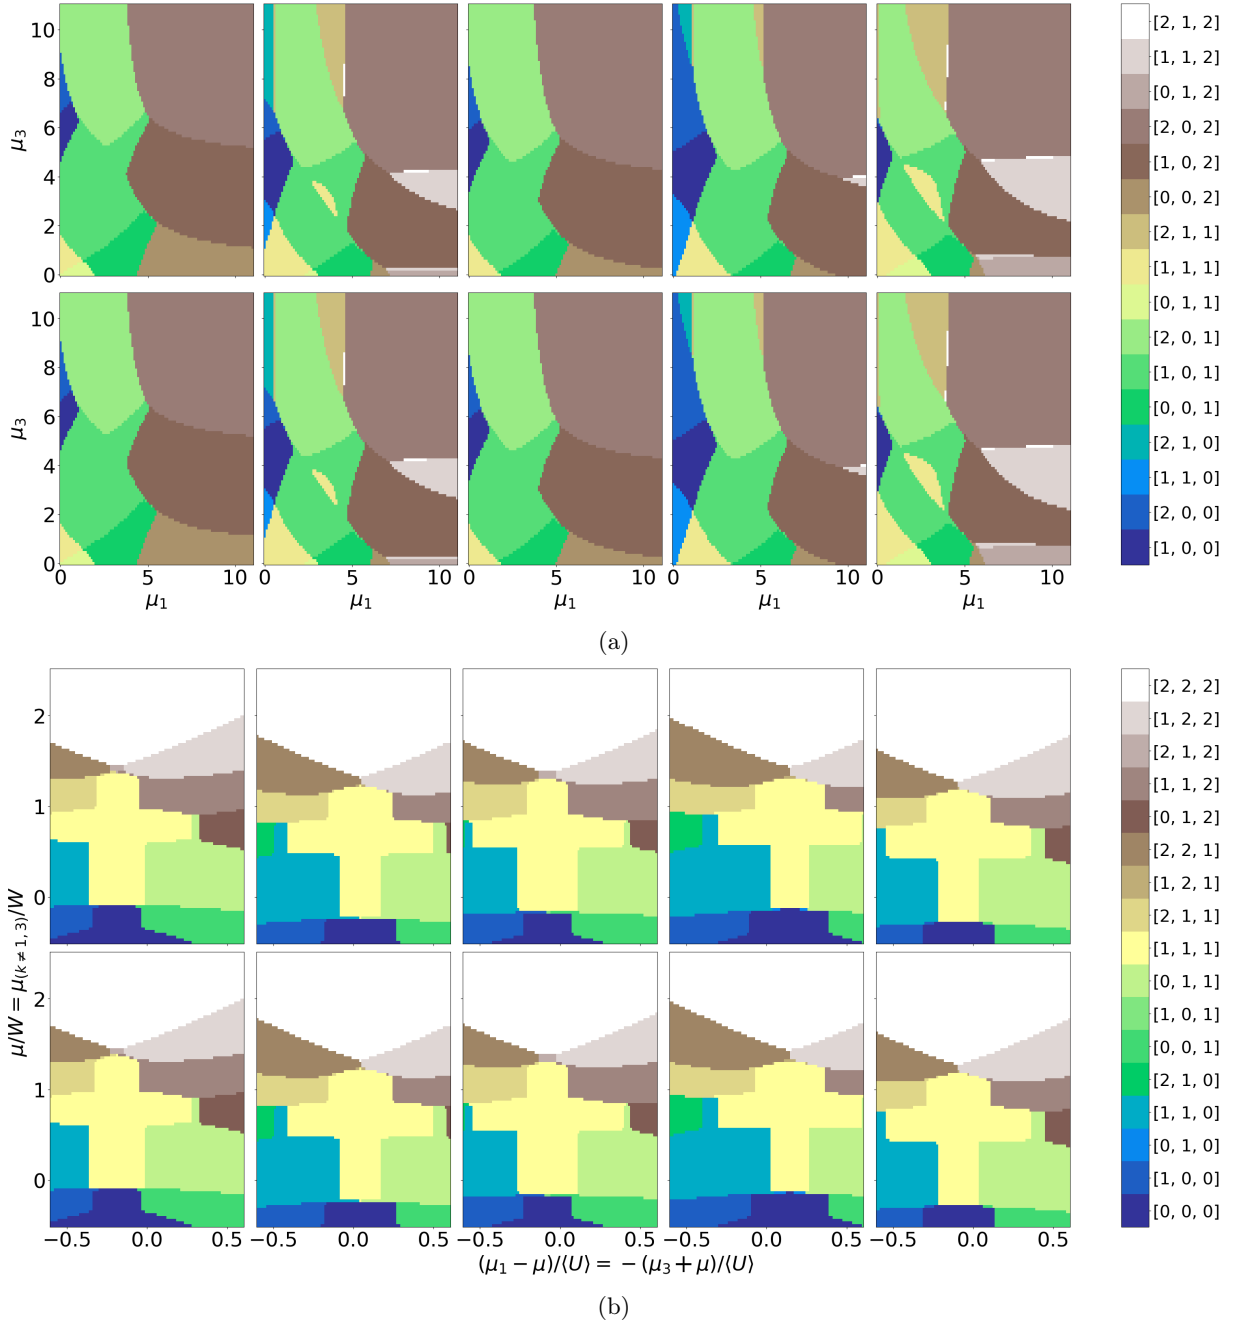 10
8
6
4
2
0
μ₃
10
8
6
4
2
0
μ₃
0 5 10
0 5 10
0 5 10
0 5 10
0 5 10
μ₁ μ₁ μ₁ μ₁ μ₁
[2, 1, 2]
[1, 1, 2]
[0, 1, 2]
[2, 0, 2]
[1, 0, 2]
[0, 0, 2]
[2, 1, 1]
[1, 1, 1]
[0, 1, 1]
[2, 0, 1]
[1, 0, 1]
[0, 0, 1]
[2, 1, 0]
[1, 1, 0]
[2, 0, 0]
[1, 0, 0]
(a)
2
1
0
2
1
0
μ/W = μ(k ≠ 1, 3)/W
−0.5 0.0 0.5
−0.5 0.0 0.5
−0.5 0.0 0.5
−0.5 0.0 0.5
−0.5 0.0 0.5
(μ₁ − μ)/⟨U⟩ = −(μ₃ + μ)/⟨U⟩
[2, 2, 2]
[1, 2, 2]
[2, 1, 2]
[1, 1, 2]
[0, 1, 2]
[2, 2, 1]
[1, 2, 1]
[2, 1, 1]
[1, 1, 1]
[0, 1, 1]
[1, 0, 1]
[0, 0, 1]
[2, 1, 0]
[1, 1, 0]
[0, 1, 0]
[1, 0, 0]
[0, 0, 0]
(b)